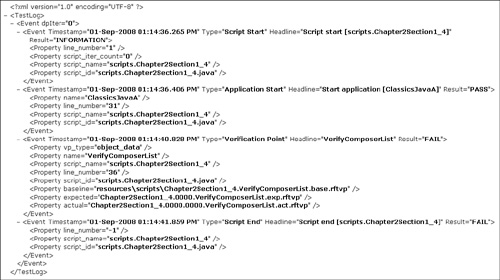 <?xml version="1.0" encoding="UTF-8" ?>
- <TestLog>
- <Event dpIter="0">
- <Event Timestamp="01-Sep-2008 01:14:36.265 PM" Type="Script Start" Headline="Script start [scripts.Chapter2Section1_4]"
Result="INFORMATION">
<Property line_number="1" />
<Property script_iter_count="0" />
<Property script_name="scripts.Chapter2Section1_4" />
<Property script_id="scripts.Chapter2Section1_4.java" />
</Event>
- <Event Timestamp="01-Sep-2008 01:14:36.406 PM" Type="Application Start" Headline="Start application [ClassicsJavaA]" Result="PASS">
<Property name="ClassicsJavaA" />
<Property line_number="31" />
<Property script_name="scripts.Chapter2Section1_4" />
<Property script_id="scripts.Chapter2Section1_4.java" />
</Event>
- <Event Timestamp="01-Sep-2008 01:14:40.828 PM" Type="Verification Point" Headline="VerifyComposerList" Result="FAIL">
<Property vp_type="object_data" />
<Property name="VerifyComposerList" />
<Property script_name="scripts.Chapter2Section1_4" />
<Property line_number="36" />
<Property script_id="scripts.Chapter2Section1_4.java" />
<Property baseline="resources\scripts\Chapter2Section1_4.VerifyComposerList.base.rftvp" />
<Property expected="Chapter2Section1_4.0000.VerifyComposerList.exp.rftvp" />
<Property actual="Chapter2Section1_4.0000.0000.VerifyComposerList.act.rftvp" />
</Event>
- <Event Timestamp="01-Sep-2008 01:14:41.859 PM" Type="Script End" Headline="Script end [scripts.Chapter2Section1_4]" Result="FAIL">
<Property line_number="-1" />
<Property script_name="scripts.Chapter2Section1_4" />
<Property script_id="scripts.Chapter2Section1_4.java" />
</Event>
</Event>
</TestLog>